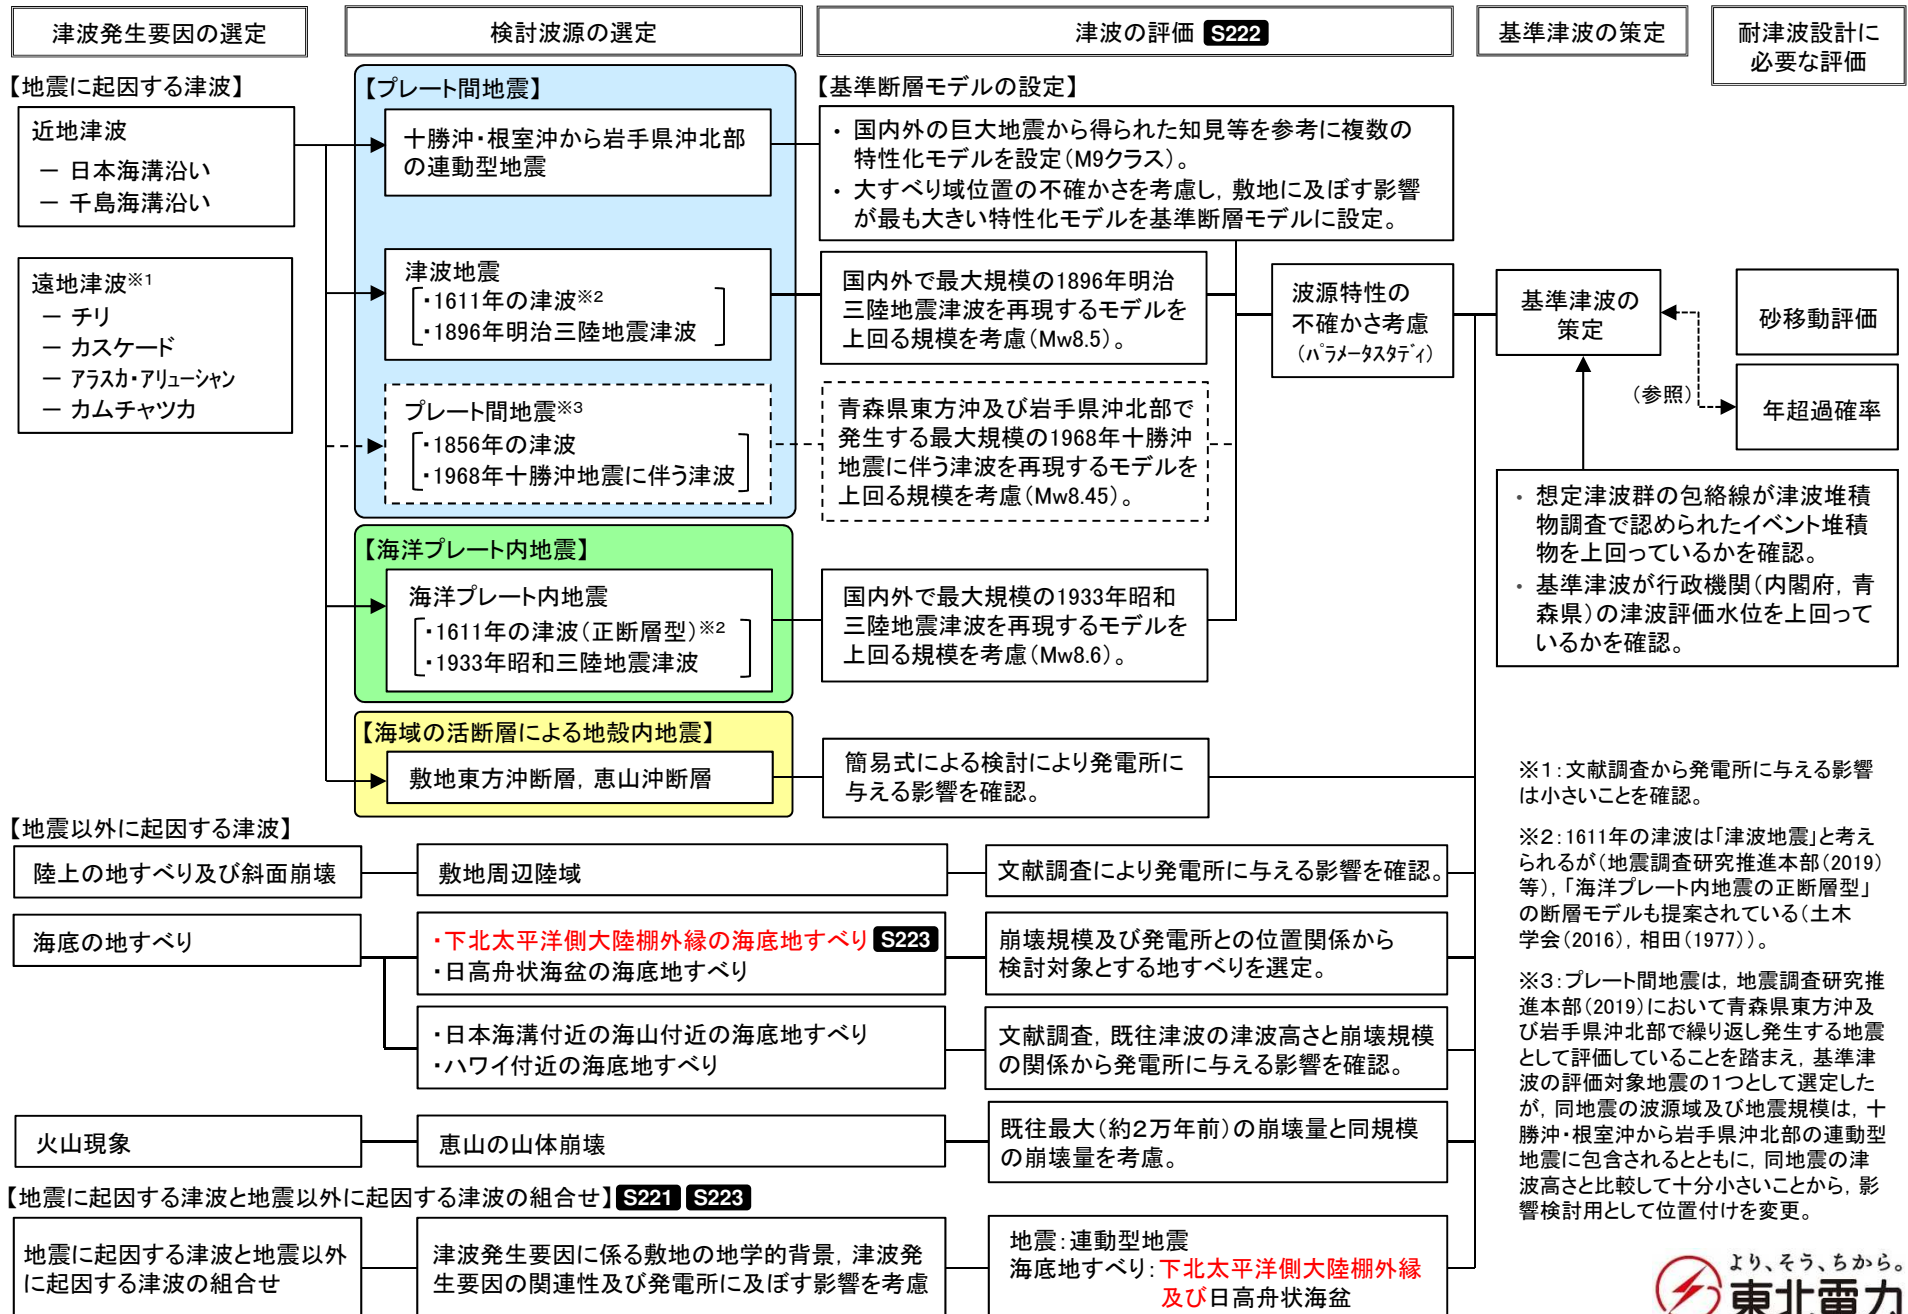 津波発生要因の選定
検討波源の選定
津波の評価 S222
基準津波の策定
耐津波設計に
必要な評価
【地震に起因する津波】
近地津波
－ 日本海溝沿い
－ 千島海溝沿い
遠地津波※1
－ チリ
－ カスケード
－ アラスカ・アリューシャン
－ カムチャツカ
【プレート間地震】
十勝沖・根室沖から岩手県沖北部
の連動型地震
津波地震
・1611年の津波※2
・1896年明治三陸地震津波
プレート間地震※3
・1856年の津波
・1968年十勝沖地震に伴う津波
【海洋プレート内地震】
海洋プレート内地震
・1611年の津波（正断層型）※2
・1933年昭和三陸地震津波
【海域の活断層による地殻内地震】
敷地東方沖断層，恵山沖断層
【基準断層モデルの設定】
・ 国内外の巨大地震から得られた知見等を参考に複数の
特性化モデルを設定（M9クラス）。
・ 大すべり域位置の不確かさを考慮し，敷地に及ぼす影響
が最も大きい特性化モデルを基準断層モデルに設定。
国内外で最大規模の1896年明治
三陸地震津波を再現するモデルを
上回る規模を考慮（Mw8.5）。
青森県東方沖及び岩手県沖北部で
発生する最大規模の1968年十勝沖
地震に伴う津波を再現するモデルを
上回る規模を考慮（Mw8.45）。
国内外で最大規模の1933年昭和
三陸地震津波を再現するモデルを
上回る規模を考慮（Mw8.6）。
簡易式による検討により発電所に
与える影響を確認。
波源特性の
不確かさ考慮
（ﾊﾟﾗﾒｰﾀｽﾀﾃﾞｨ）
基準津波の
策定
（参照）
砂移動評価
年超過確率
・ 想定津波群の包絡線が津波堆積
物調査で認められたイベント堆積
物を上回っているかを確認。
・ 基準津波が行政機関（内閣府，青
森県）の津波評価水位を上回って
いるかを確認。
【地震以外に起因する津波】
陸上の地すべり及び斜面崩壊
敷地周辺陸域
文献調査により発電所に与える影響を確認。
海底の地すべり
・下北太平洋側大陸棚外縁の海底地すべり S223
・日高舟状海盆の海底地すべり
崩壊規模及び発電所との位置関係から
検討対象とする地すべりを選定。
・日本海溝付近の海山付近の海底地すべり
・ハワイ付近の海底地すべり
文献調査，既往津波の津波高さと崩壊規模
の関係から発電所に与える影響を確認。
火山現象
恵山の山体崩壊
既往最大（約２万年前）の崩壊量と同規模
の崩壊量を考慮。
【地震に起因する津波と地震以外に起因する津波の組合せ】 S221 S223
地震に起因する津波と地震以外
に起因する津波の組合せ
津波発生要因に係る敷地の地学的背景，津波発
生要因の関連性及び発電所に及ぼす影響を考慮
地震：連動型地震
海底地すべり：下北太平洋側大陸棚外縁
及び日高舟状海盆
※１：文献調査から発電所に与える影響
は小さいことを確認。
※２：1611年の津波は「津波地震」と考え
られるが（地震調査研究推進本部（2019）
等），「海洋プレート内地震の正断層型」
の断層モデルも提案されている（土木
学会（2016），相田（1977））。
※３：プレート間地震は，地震調査研究推
進本部（2019）において青森県東方沖及
び岩手県沖北部で繰り返し発生する地震
として評価していることを踏まえ，基準津
波の評価対象地震の１つとして選定した
が，同地震の波源域及び地震規模は，十
勝沖・根室沖から岩手県沖北部の連動型
地震に包含されるとともに，同地震の津
波高さと比較して十分小さいことから，影
響検討用として位置付けを変更。
より、そう、ちから。
東北電力